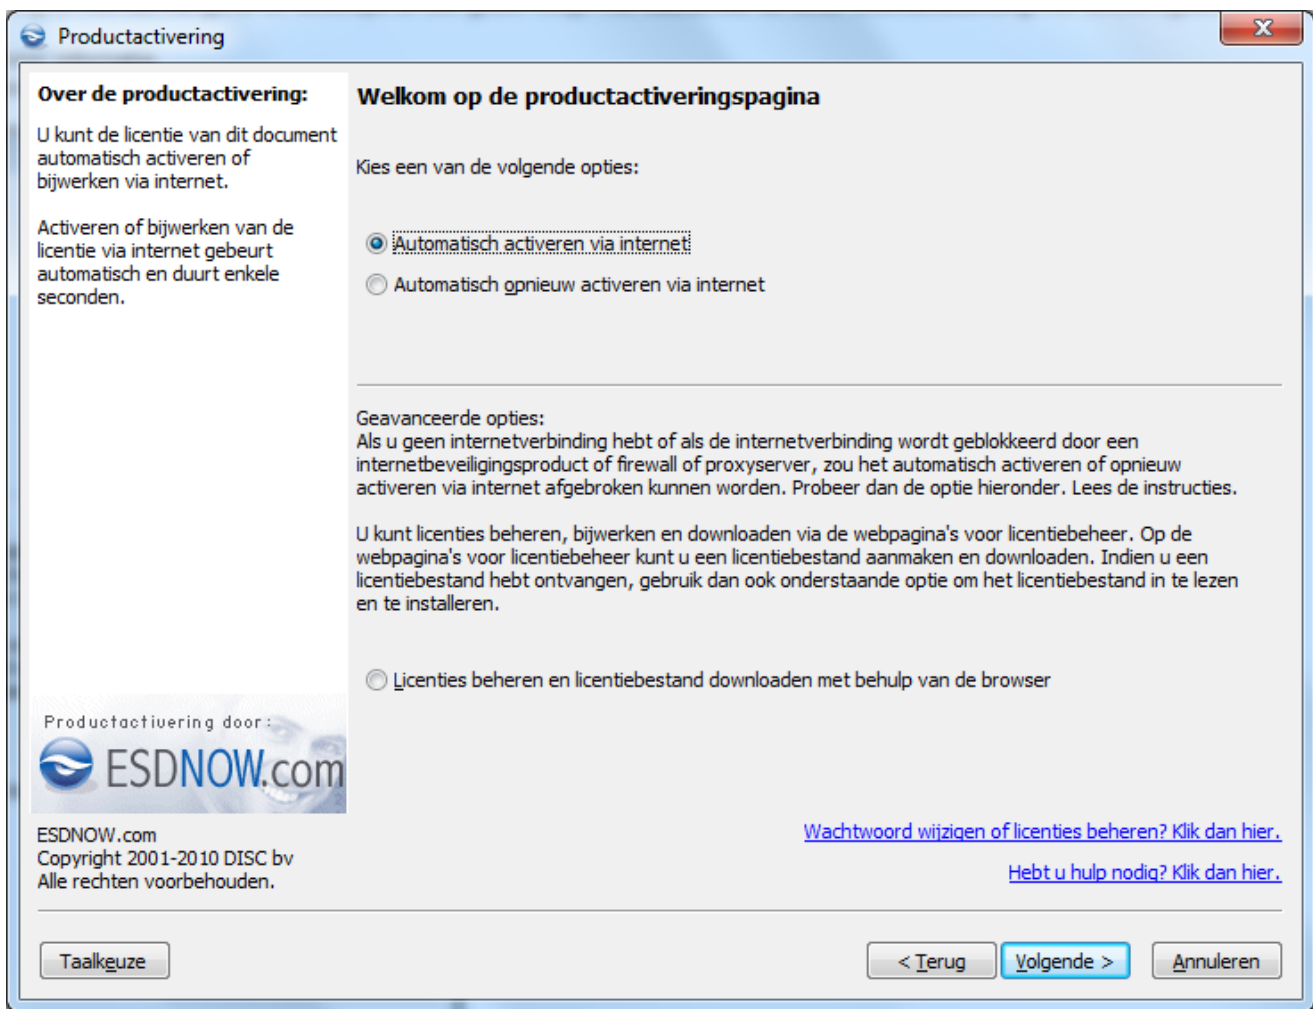 Productactivering
Over de productactivering:
U kunt de licentie van dit document
automatisch activeren of
bijwerken via internet.
Activeren of bijwerken van de
licentie via internet gebeurt
automatisch en duurt enkele
seconden.
Welkom op de productactiveringspagina
Kies een van de volgende opties:
Automatisch activeren via internet
Automatisch opnieuw activeren via internet
Geavanceerde opties:
Als u geen internetverbinding hebt of als de internetverbinding wordt geblokkeerd door een
internetbeveiligingsproduct of firewall of proxyserver, zou het automatisch activeren of opnieuw
activeren via internet afgebroken kunnen worden. Probeer dan de optie hieronder. Lees de instructies.
U kunt licenties beheren, bijwerken en downloaden via de webpagina's voor licentiebeheer. Op de
webpagina's voor licentiebeheer kunt u een licentiebestand aanmaken en downloaden. Indien u een
licentiebestand hebt ontvangen, gebruik dan ook onderstaande optie om het licentiebestand in te lezen
en te installeren.
Licenties beheren en licentiebestand downloaden met behulp van de browser
Productactivering door:
ESDNOW.com
ESDNOW.com
Copyright 2001-2010 DISC bv
Alle rechten voorbehouden.
Wachtwoord wijzigen of licenties beheren? Klik dan hier.
Hebt u hulp nodig? Klik dan hier.
Taalkeuze
< Terug
Volgende >
Annuleren